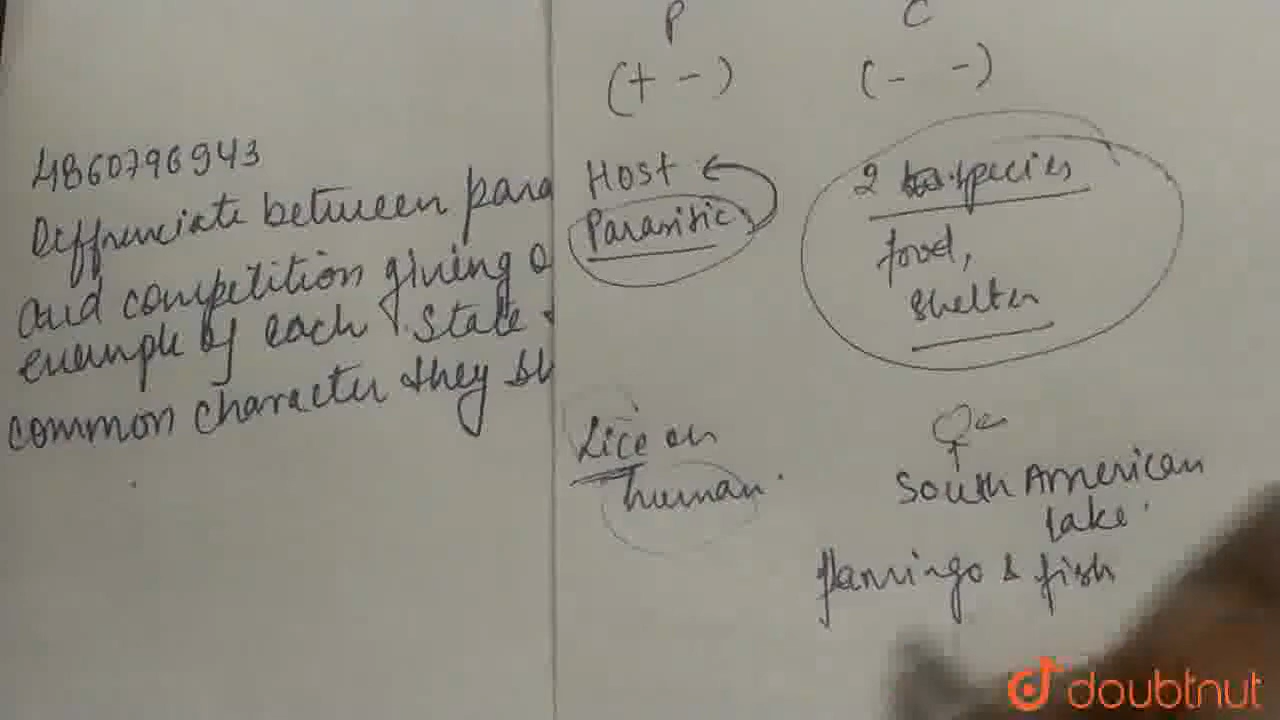 4860796943
Diffrenciate between para
and competition giving o
example of each. State
common character they sh
P
(+ -)
Host
Parasitic
Lice on
human.
C
(- -)
2 species
food,
shelter
South American
lake.
flamingo & fish
doubtnut